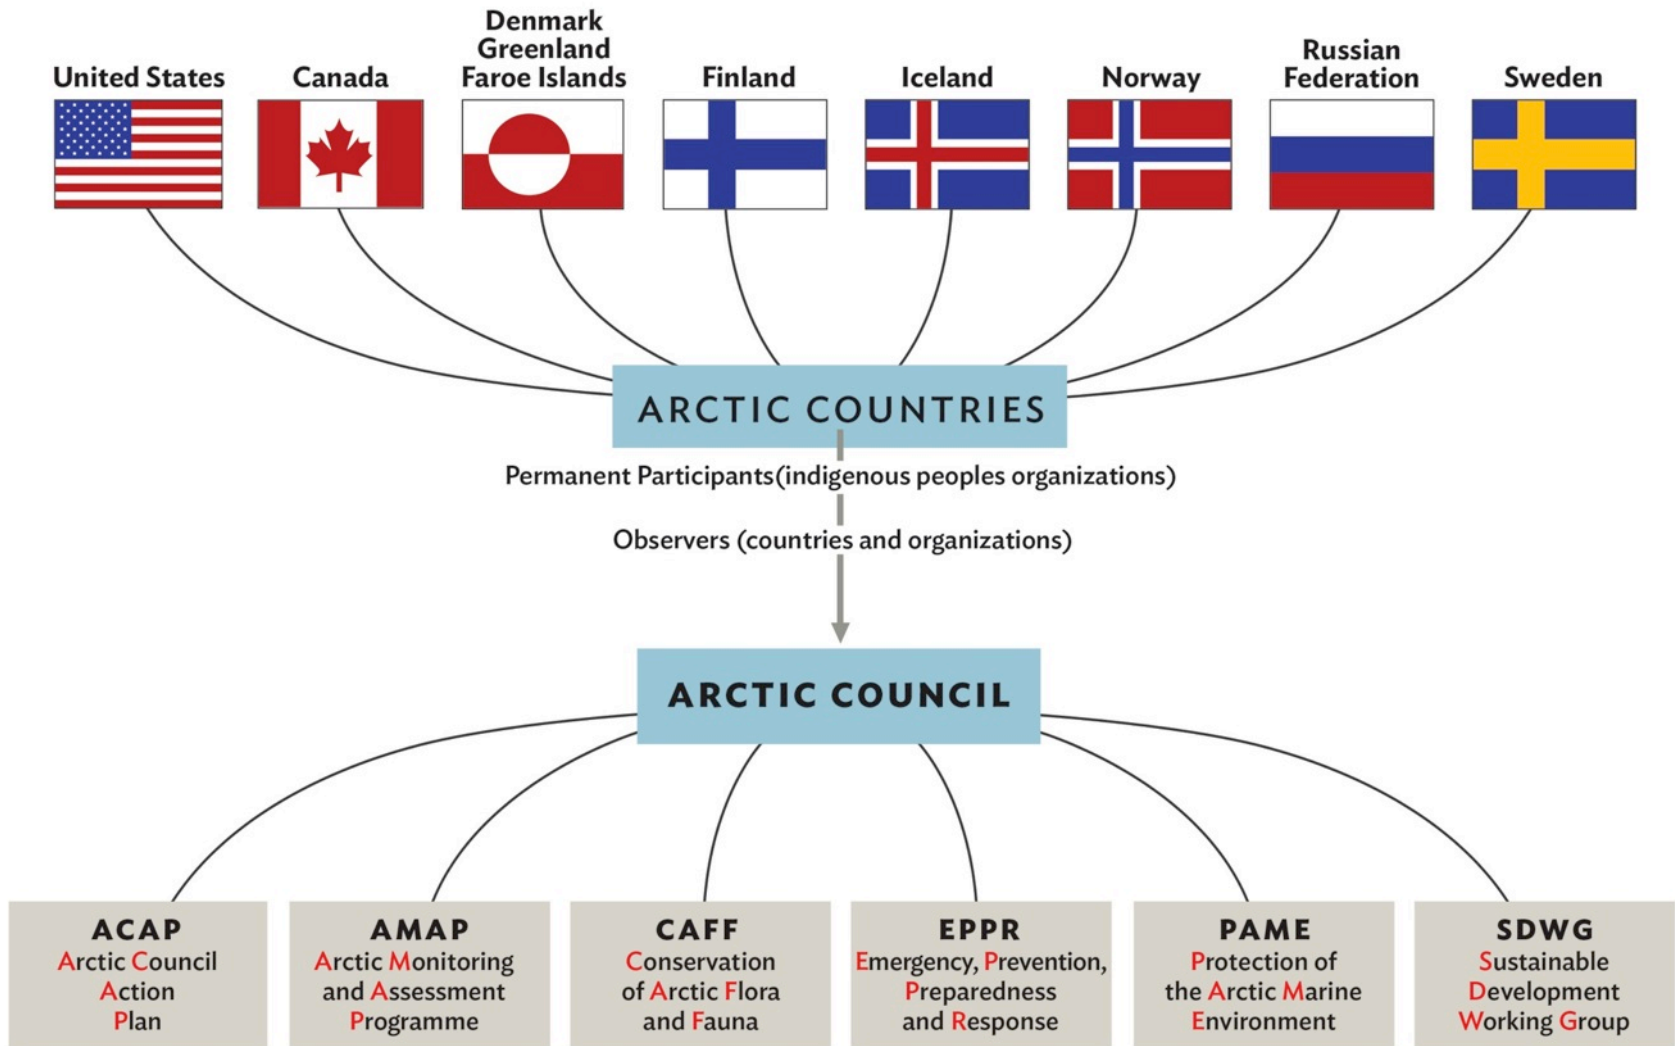 United States
Canada
Denmark
Greenland
Faroe Islands
Finland
Iceland
Norway
Russian
Federation
Sweden
ARCTIC COUNTRIES
Permanent Participants(indigenous peoples organizations)
Observers (countries and organizations)
ARCTIC COUNCIL
ACAP
Arctic Council
Action
Plan
AMAP
Arctic Monitoring
and Assessment
Programme
CAFF
Conservation
of Arctic Flora
and Fauna
EPPR
Emergency, Prevention,
Preparedness
and Response
PAME
Protection of
the Arctic Marine
Environment
SDWG
Sustainable
Development
Working Group